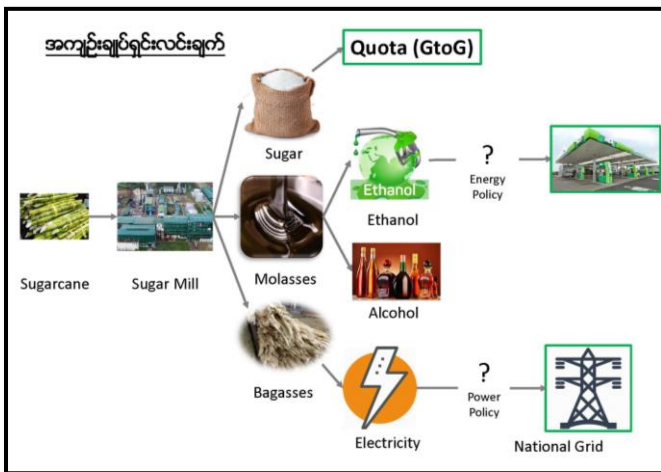 အကျဉ်းချုပ်ရှင်းလင်းချက်
Quota (GtoG)
Sugar
Ethanol
?
Energy
Policy
Ethanol
Sugarcane
Sugar Mill
Molasses
Alcohol
Bagasses
?
Power
Policy
Electricity
National Grid